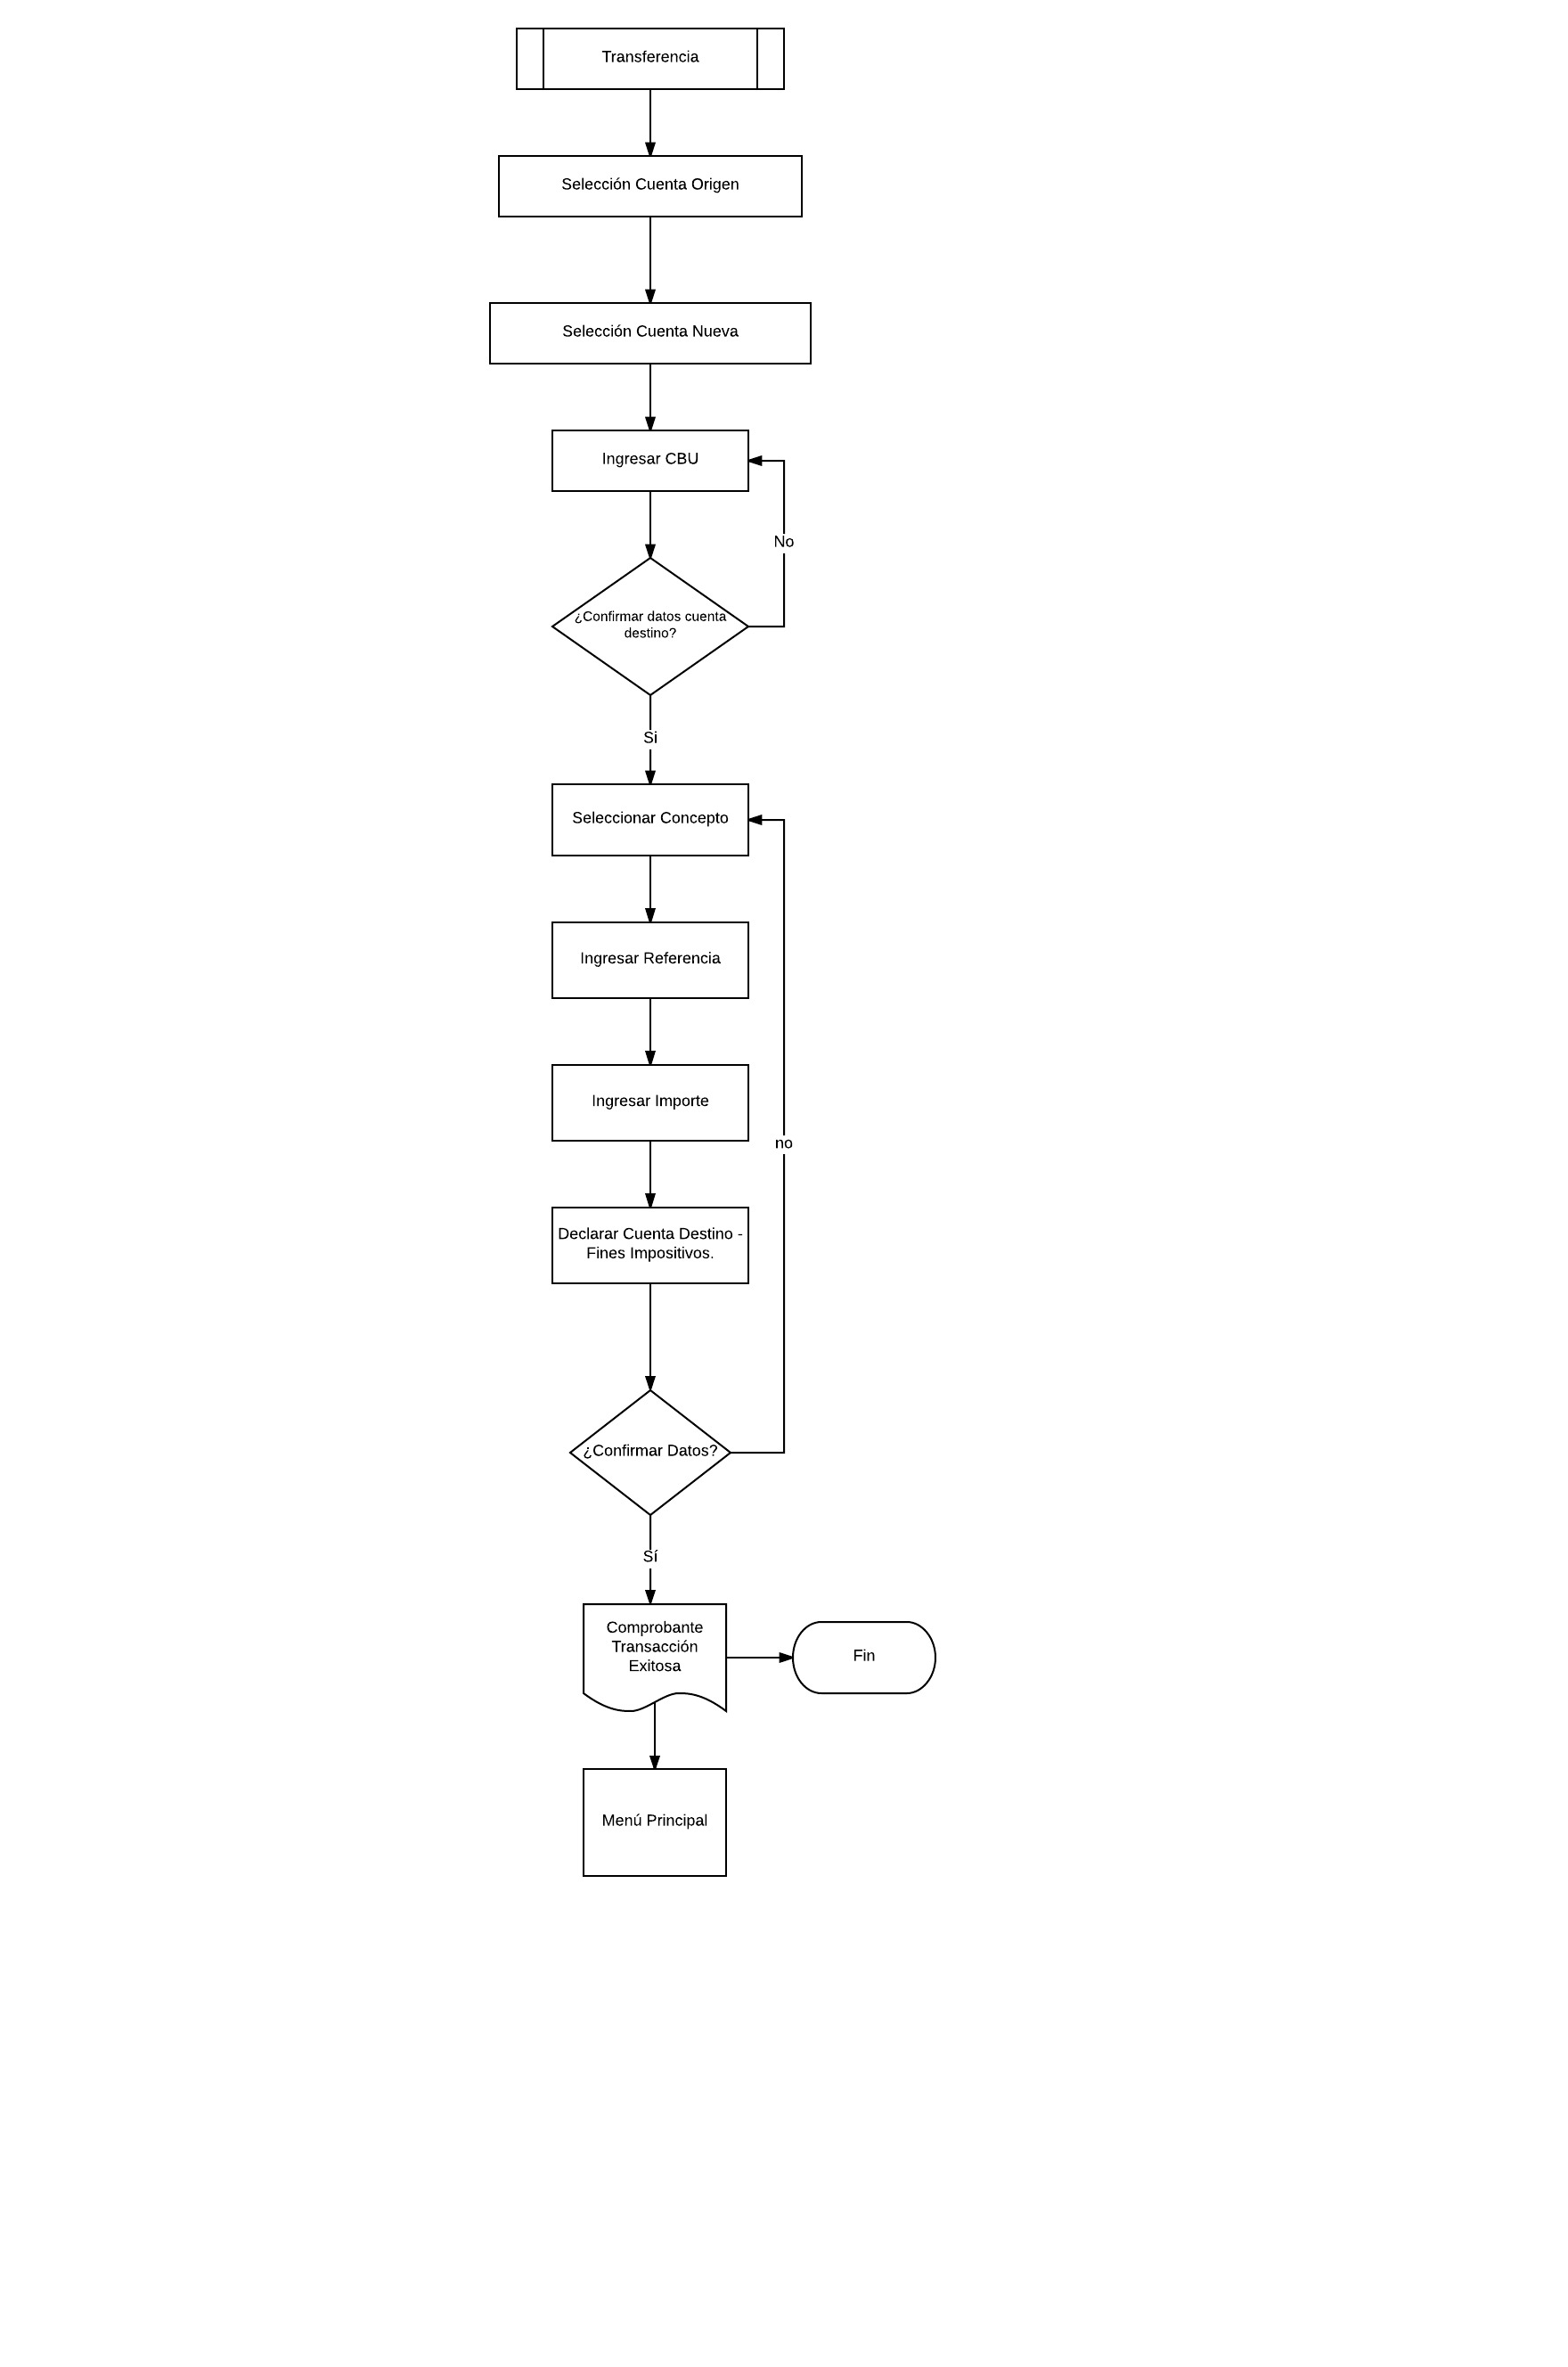 Transferencia
Selección Cuenta Origen
Selección Cuenta Nueva
Ingresar CBU
No
¿Confirmar datos cuenta
destino?
Si
Seleccionar Concepto
Ingresar Referencia
Ingresar Importe
no
Declarar Cuenta Destino -
Fines Impositivos.
¿Confirmar Datos?
Sí
Comprobante
Transacción
Exitosa
Fin
Menú Principal